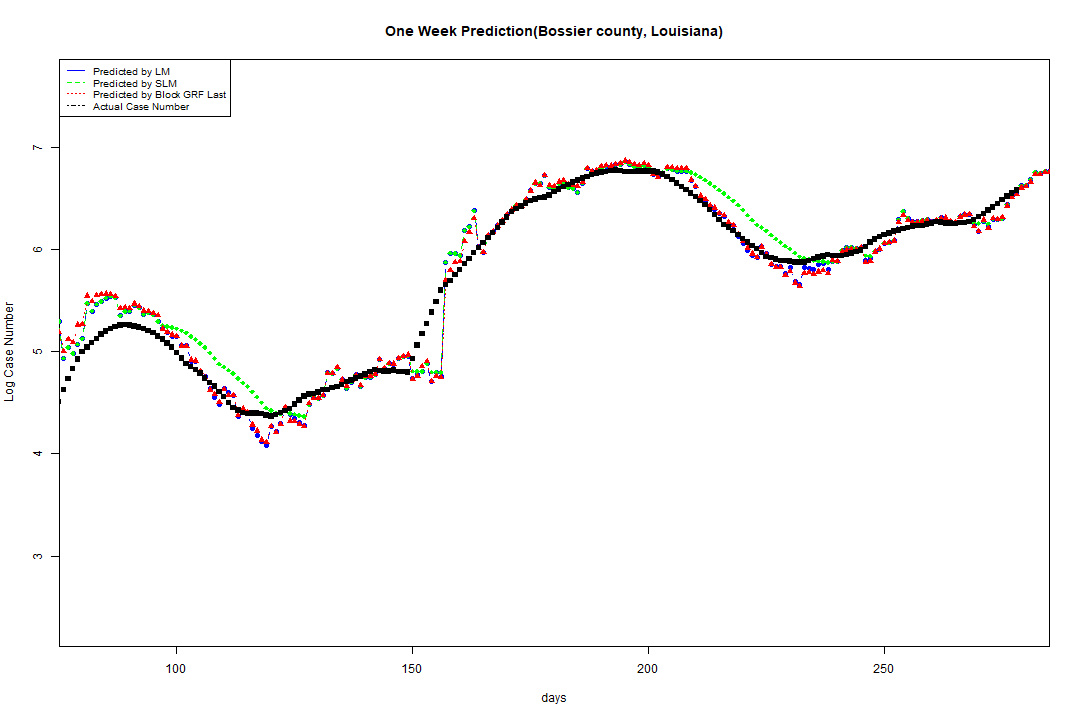 One Week Prediction(Bossier county, Louisiana)
Predicted by LM
Predicted by SLM
Predicted by Block GRF Last
Actual Case Number
7
6
5
4
3
Log Case Number
100 150 200 250
days